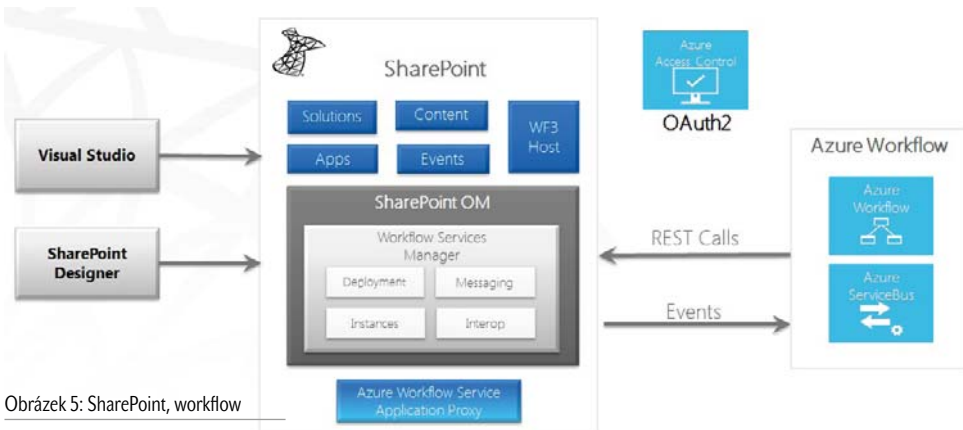 SharePoint
Solutions
Content
WF3
Host
Apps
Events
Visual Studio
SharePoint OM
Workflow Services
Manager
Deployment
Messaging
Instances
Interop
SharePoint
Designer
Azure Workflow Service
Application Proxy
Azure
Access Control
OAuth2
REST Calls
Events
Azure Workflow
Azure
Workflow
Azure
ServiceBus
Obrázek 5: SharePoint, workflow